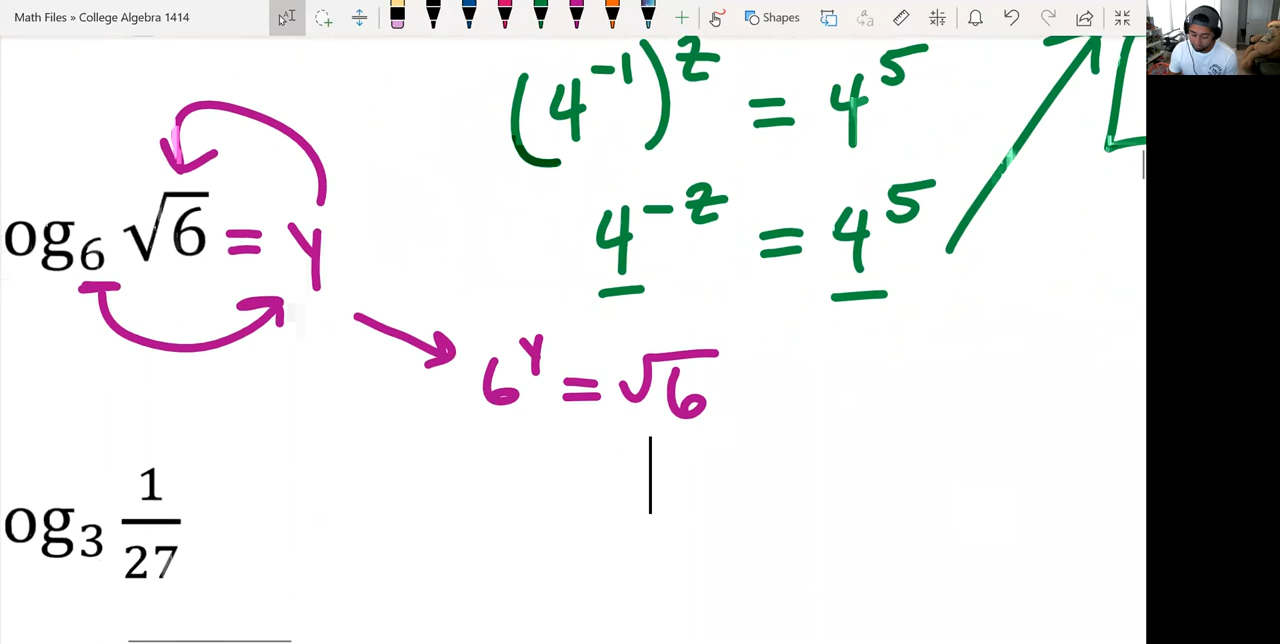 Math Files » College Algebra 1414
Shapes
(4⁻¹)ᶻ = 4⁵
4⁻ᶻ = 4⁵
og₆ √6 = y
6ʸ = √6
og₃ 1/27